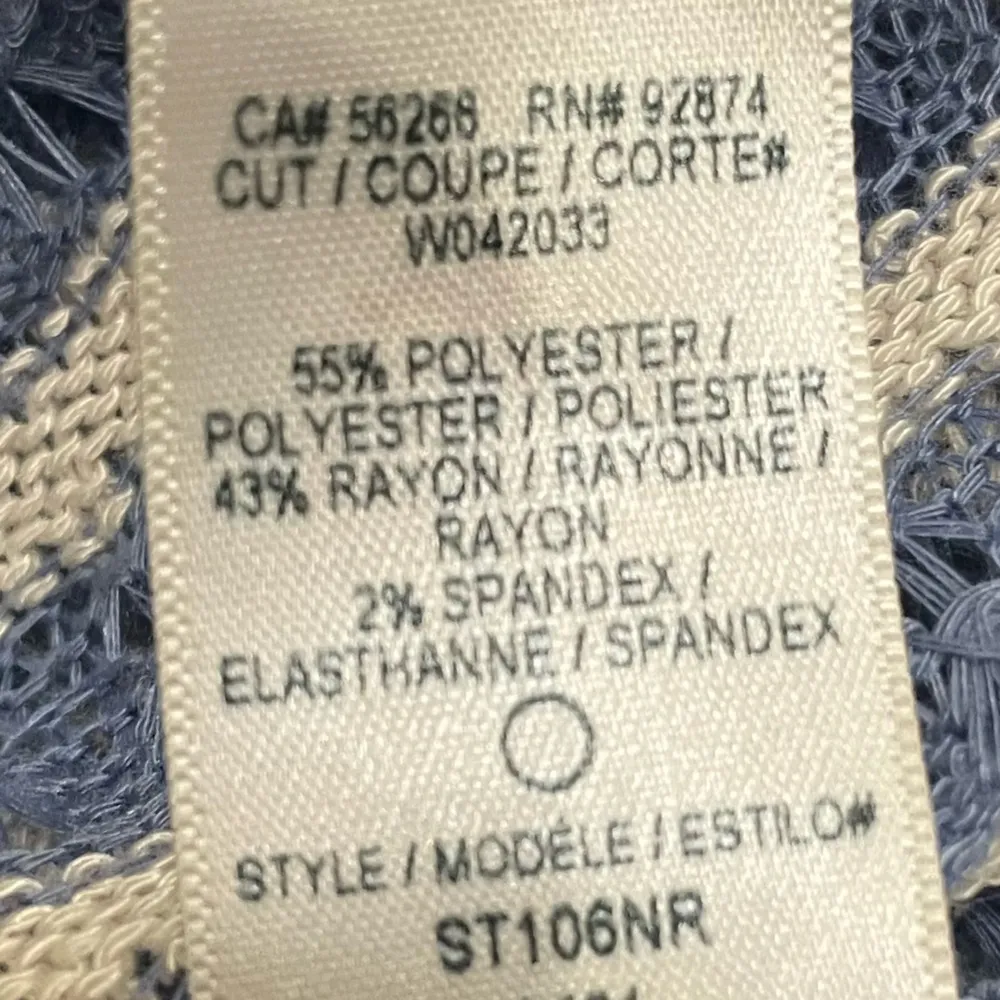 CA# 56268 RN# 92874
CUT / COUPE / CORTE#
W042033
55% POLYESTER /
POLYESTER / POLIESTER
43% RAYON / RAYONNE /
RAYON
2% SPANDEX /
ELASTHANNE / SPANDEX
STYLE / MODÈLE / ESTILO#
ST106NR